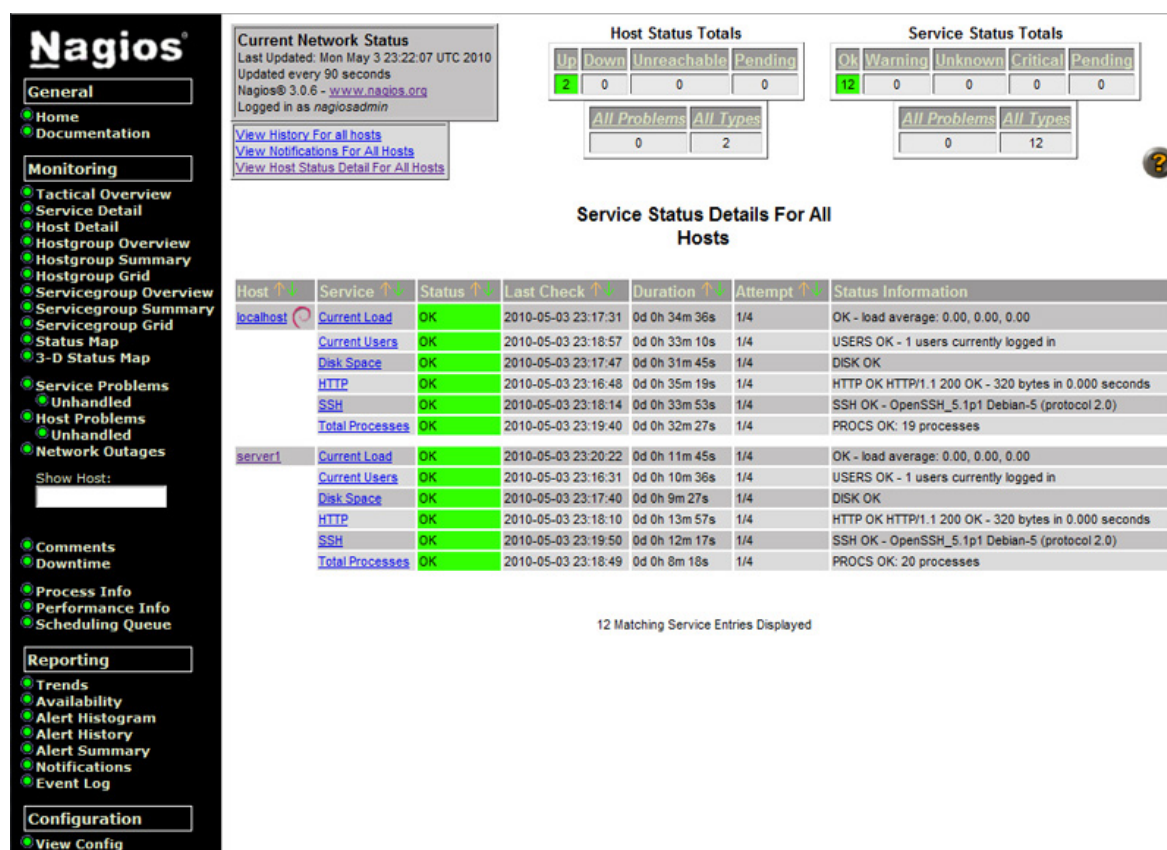 Nagios®
General
Home
Documentation
Monitoring
Tactical Overview
Service Detail
Host Detail
Hostgroup Overview
Hostgroup Summary
Hostgroup Grid
Servicegroup Overview
Servicegroup Summary
Servicegroup Grid
Status Map
3-D Status Map
Service Problems
Unhandled
Host Problems
Unhandled
Network Outages
Show Host:
Comments
Downtime
Process Info
Performance Info
Scheduling Queue
Reporting
Trends
Availability
Alert Histogram
Alert History
Alert Summary
Notifications
Event Log
Configuration
View Config
Current Network Status
Last Updated: Mon May 3 23:22:07 UTC 2010
Updated every 90 seconds
Nagios® 3.0.6 - www.nagios.org
Logged in as nagiosadmin
View History For all hosts
View Notifications For All Hosts
View Host Status Detail For All Hosts
Host Status Totals
Up Down Unreachable Pending
2 0 0 0
All Problems All Types
0 2
Service Status Totals
Ok Warning Unknown Critical Pending
12 0 0 0 0
All Problems All Types
0 12
?
Service Status Details For All
Hosts
Host Service Status Last Check Duration Attempt Status Information
localhost Current Load OK 2010-05-03 23:17:31 0d 0h 34m 36s 1/4 OK - load average: 0.00, 0.00, 0.00
Current Users OK 2010-05-03 23:18:57 0d 0h 33m 10s 1/4 USERS OK - 1 users currently logged in
Disk Space OK 2010-05-03 23:17:47 0d 0h 31m 45s 1/4 DISK OK
HTTP OK 2010-05-03 23:16:48 0d 0h 35m 19s 1/4 HTTP OK HTTP/1.1 200 OK - 320 bytes in 0.000 seconds
SSH OK 2010-05-03 23:18:14 0d 0h 33m 53s 1/4 SSH OK - OpenSSH_5.1p1 Debian-5 (protocol 2.0)
Total Processes OK 2010-05-03 23:19:40 0d 0h 32m 27s 1/4 PROCS OK: 19 processes
server1 Current Load OK 2010-05-03 23:20:22 0d 0h 11m 45s 1/4 OK - load average: 0.00, 0.00, 0.00
Current Users OK 2010-05-03 23:16:31 0d 0h 10m 36s 1/4 USERS OK - 1 users currently logged in
Disk Space OK 2010-05-03 23:17:40 0d 0h 9m 27s 1/4 DISK OK
HTTP OK 2010-05-03 23:18:10 0d 0h 13m 57s 1/4 HTTP OK HTTP/1.1 200 OK - 320 bytes in 0.000 seconds
SSH OK 2010-05-03 23:19:50 0d 0h 12m 17s 1/4 SSH OK - OpenSSH_5.1p1 Debian-5 (protocol 2.0)
Total Processes OK 2010-05-03 23:18:49 0d 0h 8m 18s 1/4 PROCS OK: 20 processes
12 Matching Service Entries Displayed